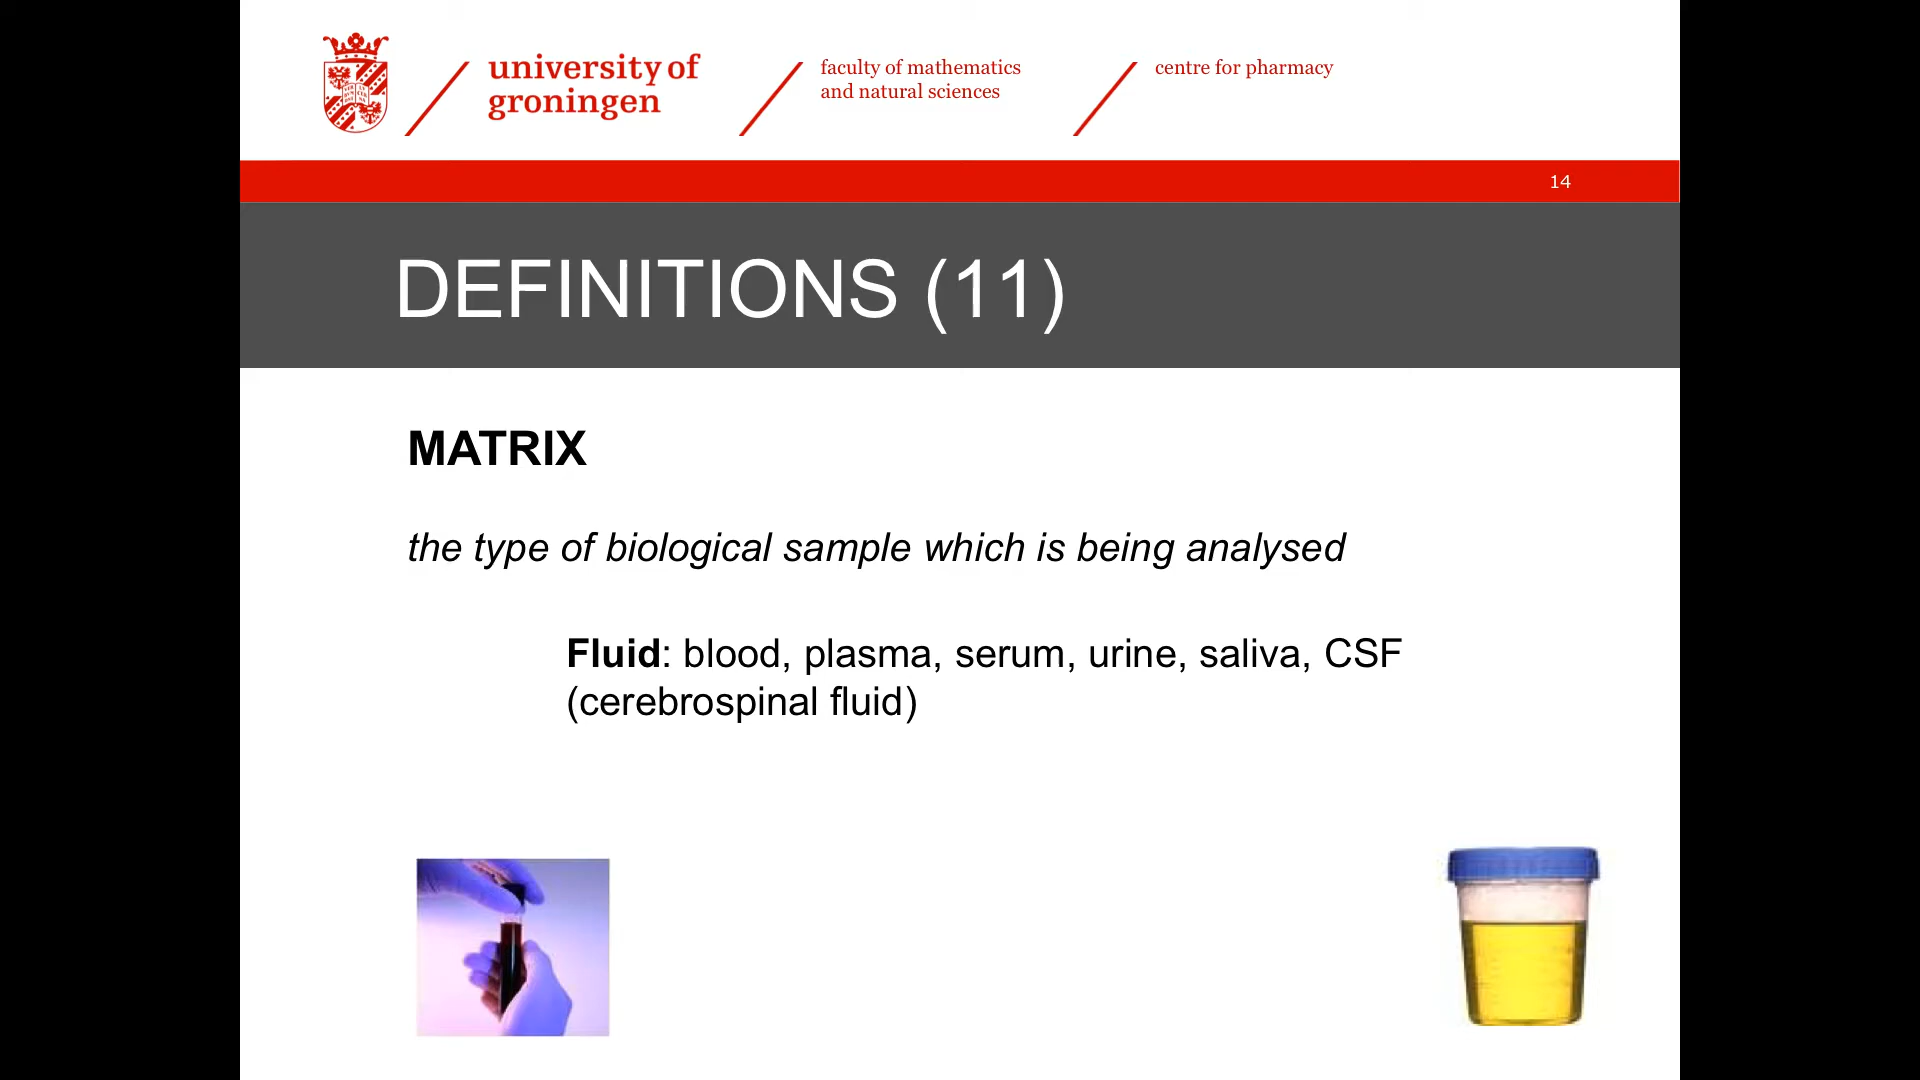 university of
groningen
faculty of mathematics
and natural sciences
centre for pharmacy
14
DEFINITIONS (11)
MATRIX
the type of biological sample which is being analysed
Fluid: blood, plasma, serum, urine, saliva, CSF
(cerebrospinal fluid)